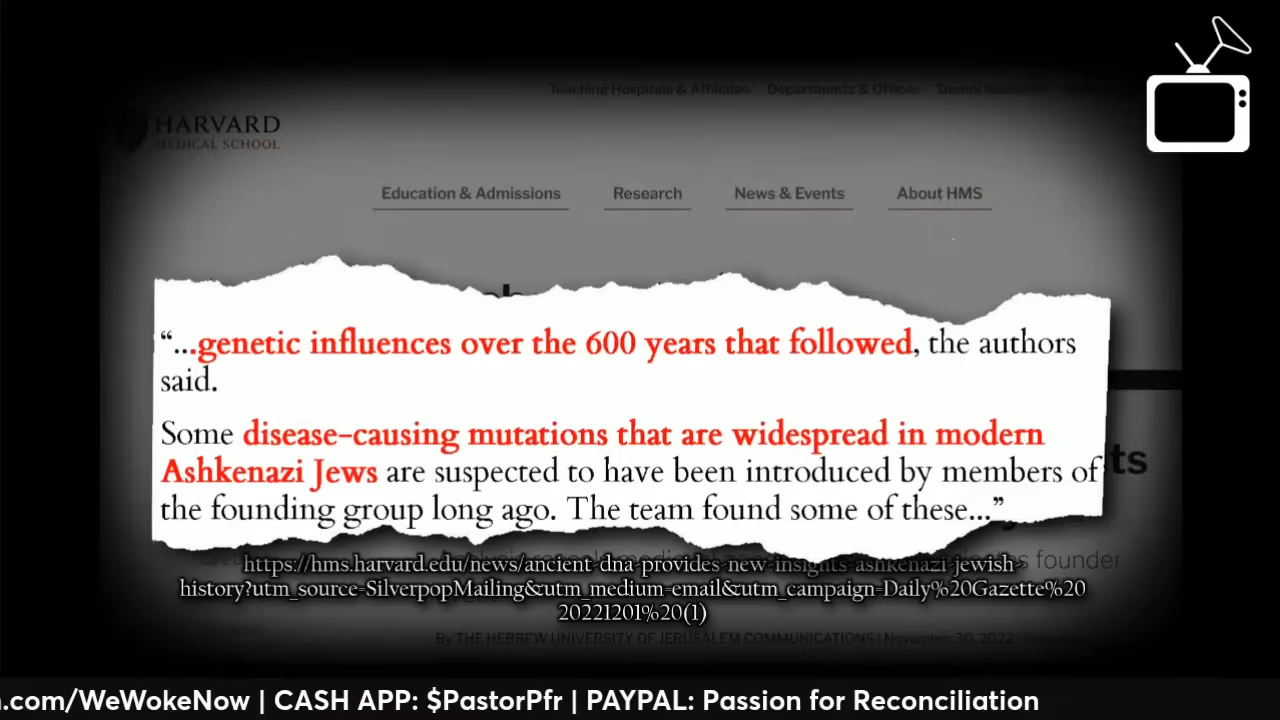 Teaching Hospitals & Affiliates Departments & Offices Dental
HARVARD
MEDICAL SCHOOL
Education & Admissions Research News & Events About HMS
“...genetic influences over the 600 years that followed, the authors
said.
Some disease-causing mutations that are widespread in modern
Ashkenazi Jews are suspected to have been introduced by members of
the founding group long ago. The team found some of these...”
ts
founder
https://hms.harvard.edu/news/ancient-dna-provides-new-insights-ashkenazi-jewish-
history?utm_source=SilverpopMailing&utm_medium=email&utm_campaign=Daily%20Gazette%20
20221201%20(1)
By THE HEBREW UNIVERSITY OF JERUSALEM COMMUNICATIONS | November 30, 2022
.com/WeWokeNow | CASH APP: $PastorPfr | PAYPAL: Passion for Reconciliation